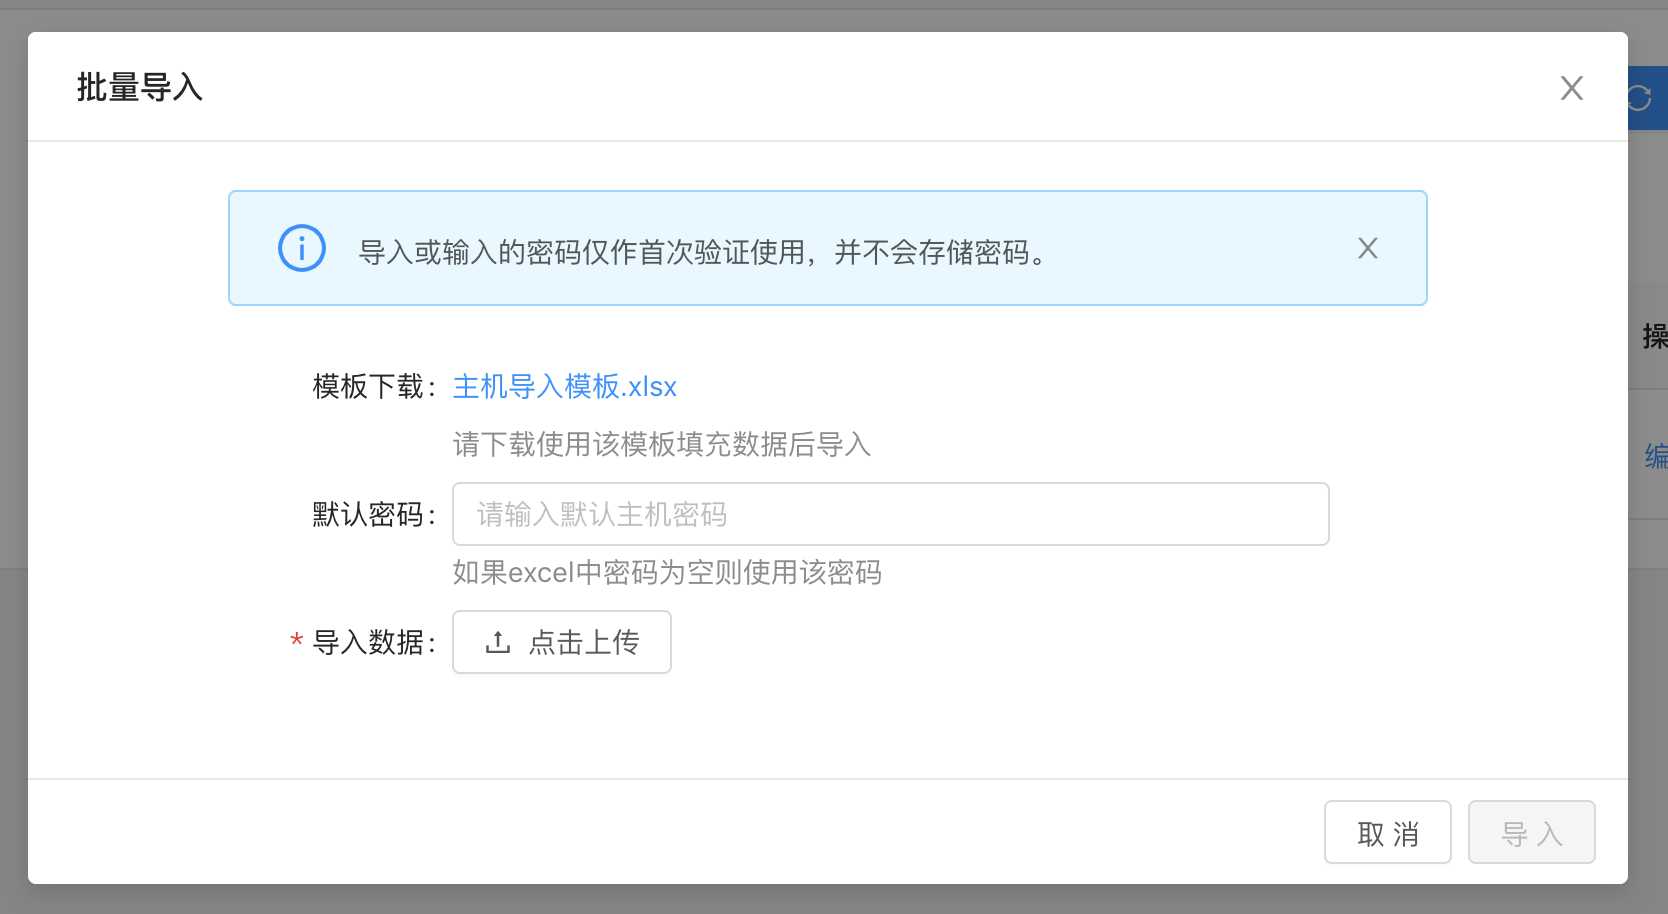 批量导入
导入或输入的密码仅作首次验证使用，并不会存储密码。
操
模板下载：主机导入模板.xlsx
请下载使用该模板填充数据后导入
编
默认密码：请输入默认主机密码
如果excel中密码为空则使用该密码
* 导入数据：点击上传
取 消 导 入